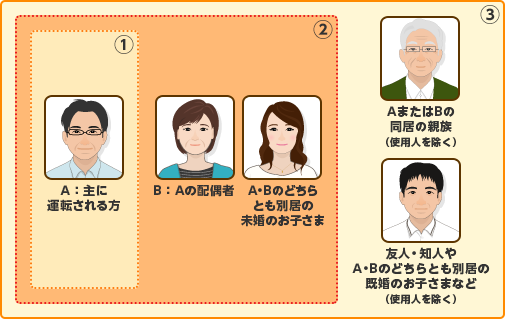 ①
②
③
A：主に
運転される方
B：Aの配偶者
A・Bのどちら
とも別居の
未婚のお子さま
AまたはBの
同居の親族
（使用人を除く）
友人・知人や
A・Bのどちらとも別居の
既婚のお子さまなど
（使用人を除く）